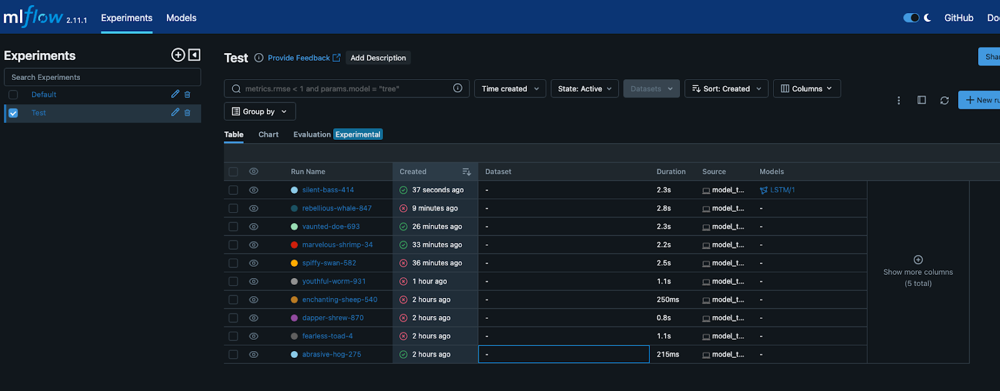 mlflow 2.11.1 Experiments Models GitHub Doc
Experiments
Search Experiments
Default
Test
Test Provide Feedback Add Description Shar
metrics.rmse < 1 and params.model = "tree" Time created State: Active Datasets Sort: Created Columns
New ru
Group by
Table Chart Evaluation Experimental
Run Name Created Dataset Duration Source Models
silent-bass-414 37 seconds ago - 2.3s model_t... LSTM/1
rebellious-whale-847 9 minutes ago - 2.8s model_t... -
vaunted-doe-693 26 minutes ago - 2.3s model_t... -
marvelous-shrimp-34 33 minutes ago - 2.2s model_t... -
spiffy-swan-582 36 minutes ago - 2.5s model_t... -
youthful-worm-931 1 hour ago - 1.1s model_t... -
enchanting-sheep-540 2 hours ago - 250ms model_t... -
dapper-shrew-870 2 hours ago - 0.8s model_t... -
fearless-toad-4 2 hours ago - 1.1s model_t... -
abrasive-hog-275 2 hours ago - 215ms model_t... -
Show more columns
(5 total)